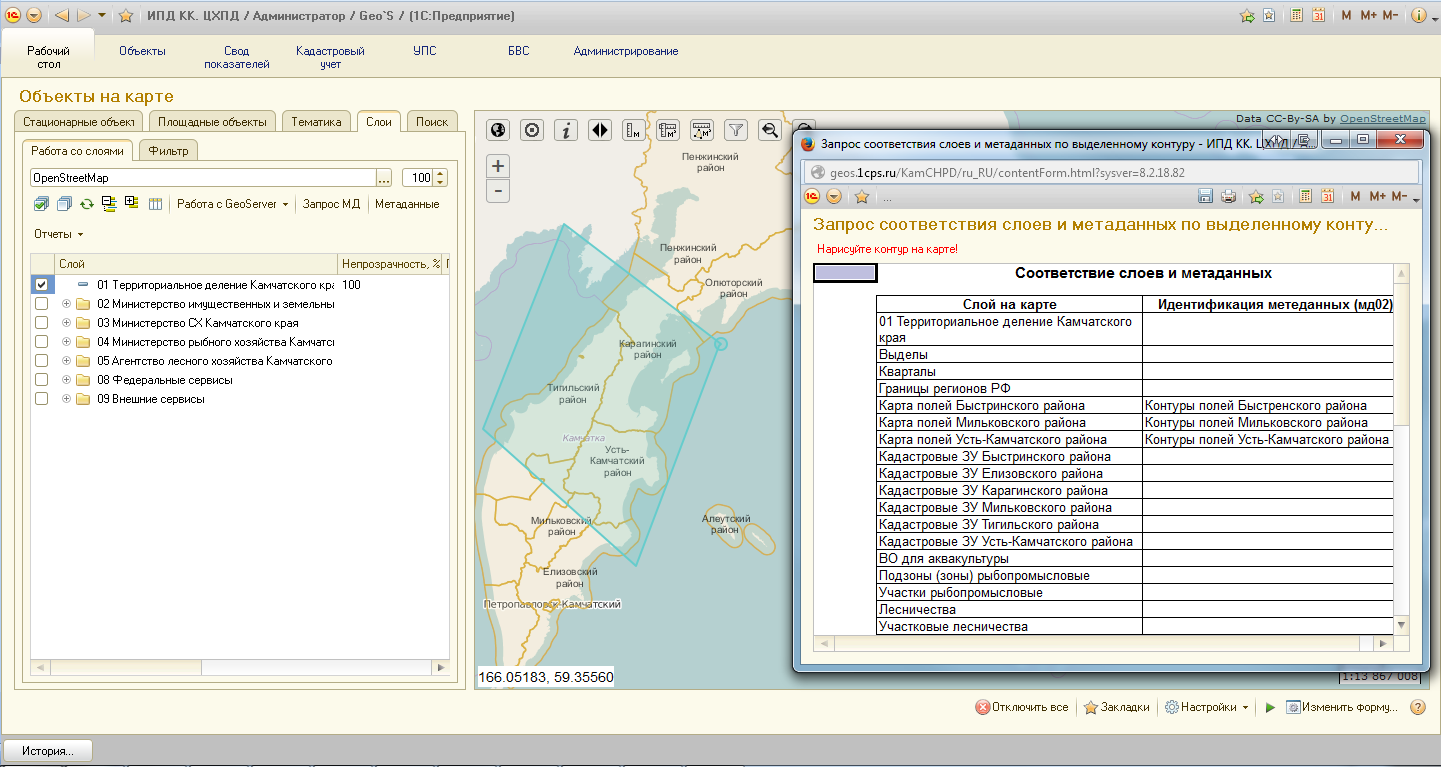 ИПД КК. ЦХПД / Администратор / Geo`S / (1С:Предприятие)
M M+ M-
Рабочий
стол
Объекты
Свод
показателей
Кадастровый
учет
УПС
БВС
Администрирование
Объекты на карте
Стационарные объект
Площадные объекты
Тематика
Слои
Поиск
Работа со слоями
Фильтр
OpenStreetMap
...
100
Работа с GeoServer
Запрос МД
Метаданные
Отчеты
Слой
Непрозрачность, %
01 Территориальное деление Камчатского кра
100
02 Министерство имущественных и земельны
03 Министерство СХ Камчатского края
04 Министерство рыбного хозяйства Камчатс
05 Агентство лесного хозяйства Камчатского
08 Федеральные сервисы
09 Внешние сервисы
Data CC-By-SA by OpenStreetMap
+
-
Пенжинский
район
Пенжинский
район
Олюторский
район
Карагинский
район
Тигильский
район
Камчатка
Усть-
Камчатский
район
Мильковский
район
Алеутский
район
Елизовский
район
Петропавловск-Камчатский
166.05183, 59.35560
1:13 867 008
Запрос соответствия слоев и метаданных по выделенному контуру - ИПД КК. ЦХПД /
geos.1cps.ru/KamCHPD/ru_RU/contentForm.html?sysver=8.2.18.82
...
M M+ M-
Запрос соответствия слоев и метаданных по выделенному конту...
Нарисуйте контур на карте!
Соответствие слоев и метаданных
Слой на карте
Идентификация метеданных (мд02)
01 Территориальное деление Камчатского
края
Выделы
Кварталы
Границы регионов РФ
Карта полей Быстринского района
Контуры полей Быстренского района
Карта полей Мильковского района
Контуры полей Мильковского района
Карта полей Усть-Камчатского района
Контуры полей Усть-Камчатского района
Кадастровые ЗУ Быстринского района
Кадастровые ЗУ Елизовского района
Кадастровые ЗУ Карагинского района
Кадастровые ЗУ Мильковского района
Кадастровые ЗУ Тигильского района
Кадастровые ЗУ Усть-Камчатского района
ВО для аквакультуры
Подзоны (зоны) рыбопромысловые
Участки рыбопромысловые
Лесничества
Участковые лесничества
Отключить все
Закладки
Настройки
Изменить форму...
История...